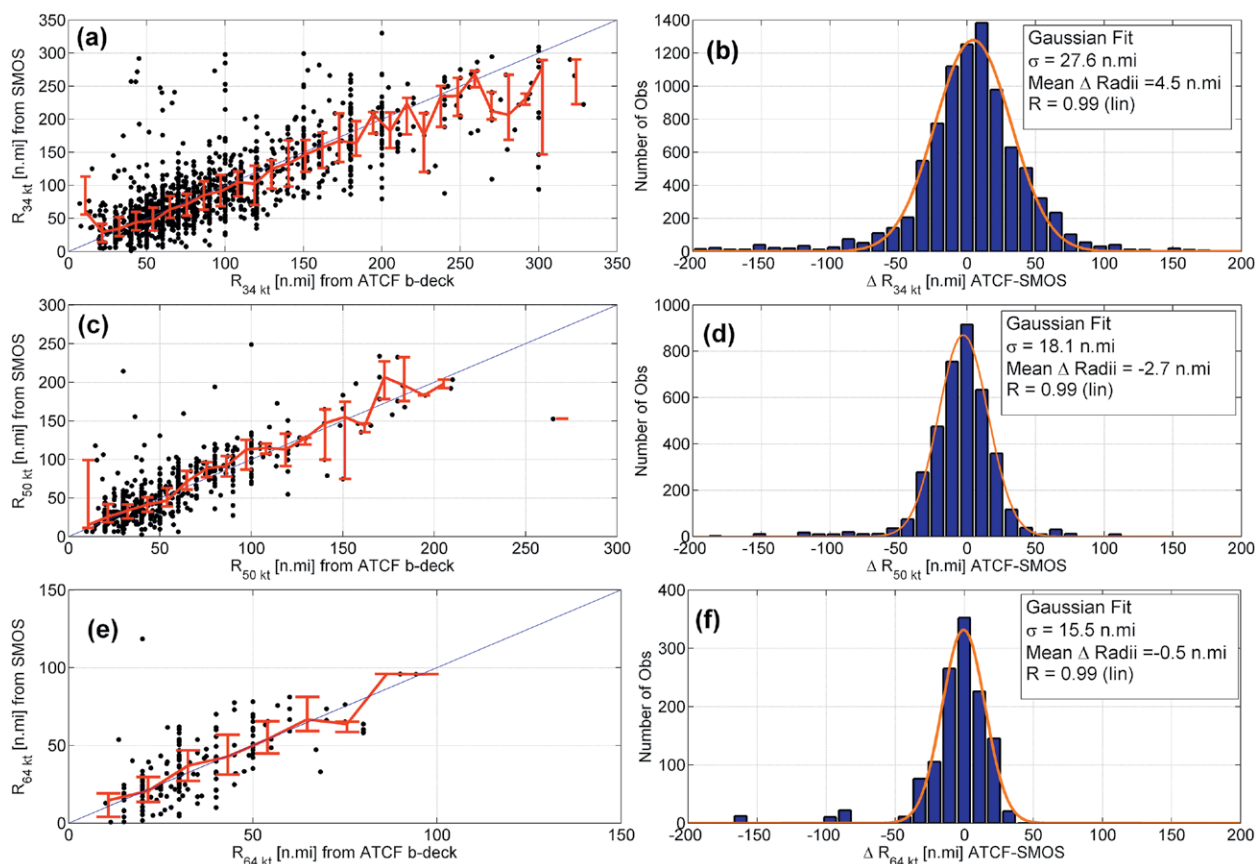 (a)
350
300
250
200
150
100
50
0
R34 kt [n.mi] from SMOS
0 50 100 150 200 250 300 350
R34 kt [n.mi] from ATCF b-deck
(b)
1400
1200
1000
800
600
400
200
0
Number of Obs
Gaussian Fit
σ = 27.6 n.mi
Mean Δ Radii =4.5 n.mi
R = 0.99 (lin)
-200 -150 -100 -50 0 50 100 150 200
Δ R34 kt [n.mi] ATCF-SMOS
(c)
300
250
200
150
100
50
0
R50 kt [n.mi] from SMOS
0 50 100 150 200 250 300
R50 kt [n.mi] from ATCF b-deck
(d)
1000
800
600
400
200
0
Number of Obs
Gaussian Fit
σ = 18.1 n.mi
Mean Δ Radii = -2.7 n.mi
R = 0.99 (lin)
-200 -150 -100 -50 0 50 100 150 200
Δ R50 kt [n.mi] ATCF-SMOS
(e)
150
100
50
0
R64 kt [n.mi] from SMOS
0 50 100 150
R64 kt [n.mi] from ATCF b-deck
(f)
400
300
200
100
0
Number of Obs
Gaussian Fit
σ = 15.5 n.mi
Mean Δ Radii =-0.5 n.mi
R = 0.99 (lin)
-200 -150 -100 -50 0 50 100 150 200
Δ R64 kt [n.mi] ATCF-SMOS